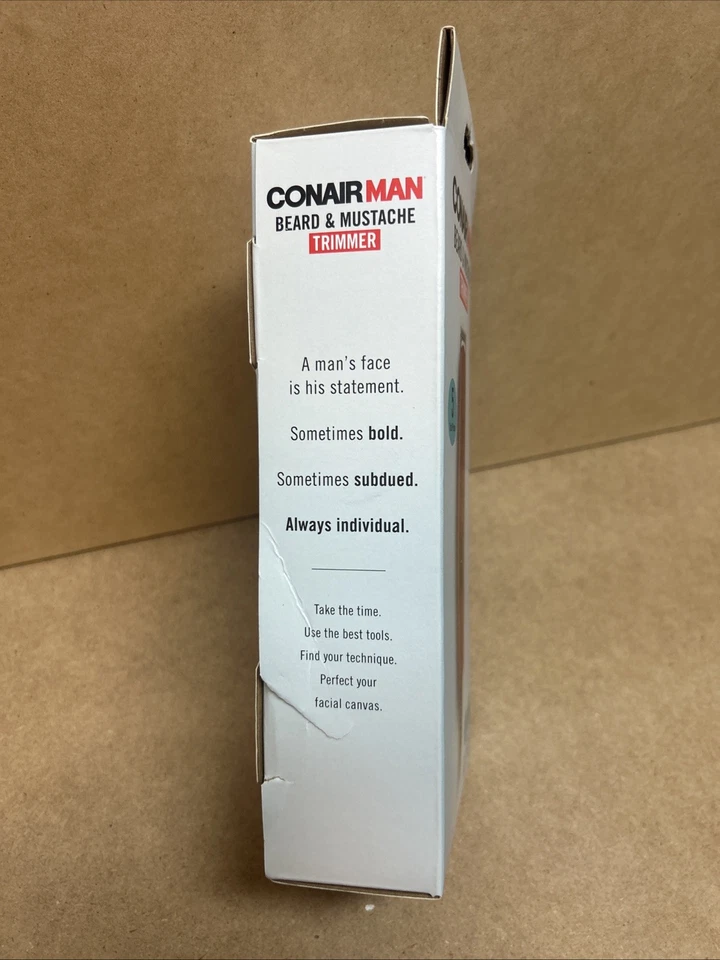 CONAIRMAN
BEARD & MUSTACHE
TRIMMER
A man's face
is his statement.
Sometimes bold.
Sometimes subdued.
Always individual.
Take the time.
Use the best tools.
Find your technique.
Perfect your
facial canvas.